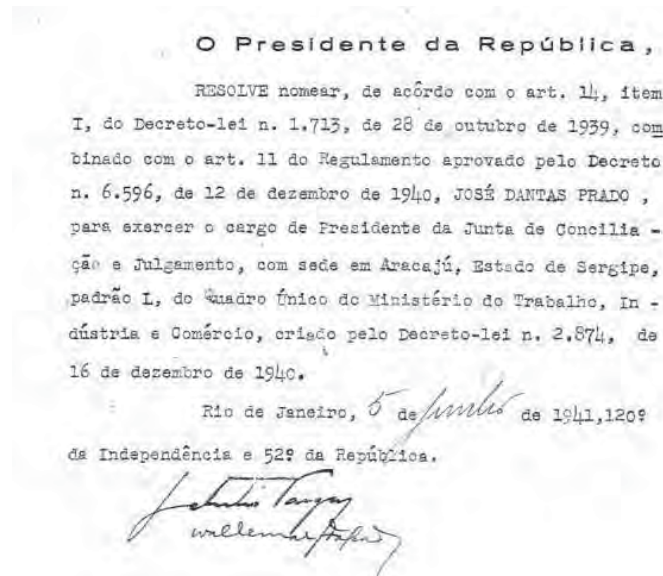 O Presidente da República,
RESOLVE nomear, de acôrdo com o art. 14, item
I, do Decreto-lei n. 1.713, de 28 de outubro de 1939, com
binado com o art. 11 do Regulamento aprovado pelo Decreto
n. 6.596, de 12 de dezembro de 1940, JOSÉ DANTAS PRADO ,
para exercer o cargo de Presidente da Junta de Concilia -
ção e Julgamento, com sede em Aracajú, Estado de Sergipe,
padrão L, do Quadro Único do Ministério do Trabalho, In -
dústria e Comércio, criado pelo Decreto-lei n. 2.874, de
16 de dezembro de 1940.
Rio de Janeiro, 5 de junho de 1941,120º
da Independência e 52º da República.
Getulio Vargas